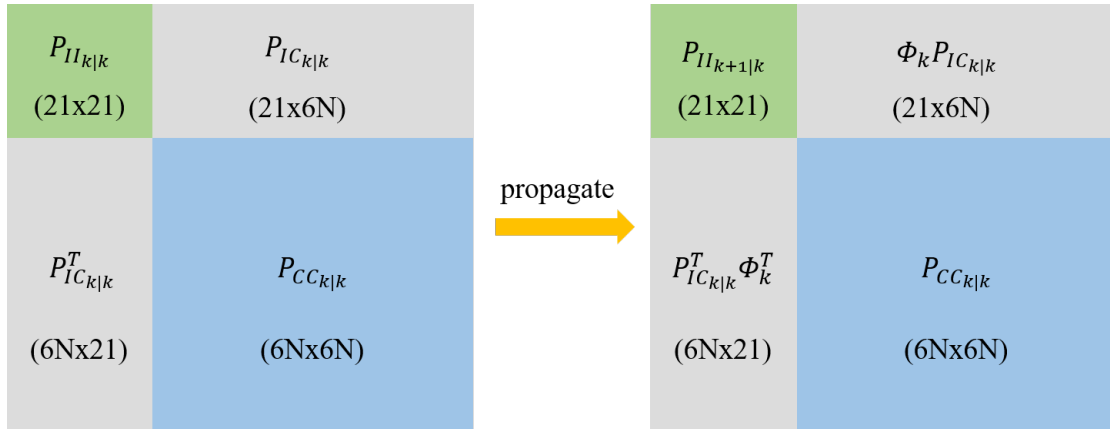 P_{II_{k|k}}
(21x21)
P_{IC_{k|k}}
(21x6N)
P_{IC_{k|k}}^{T}
(6Nx21)
P_{CC_{k|k}}
(6Nx6N)
propagate
P_{II_{k+1|k}}
(21x21)
Φ_k P_{IC_{k|k}}
(21x6N)
P_{IC_{k|k}}^{T} Φ_k^{T}
(6Nx21)
P_{CC_{k|k}}
(6Nx6N)